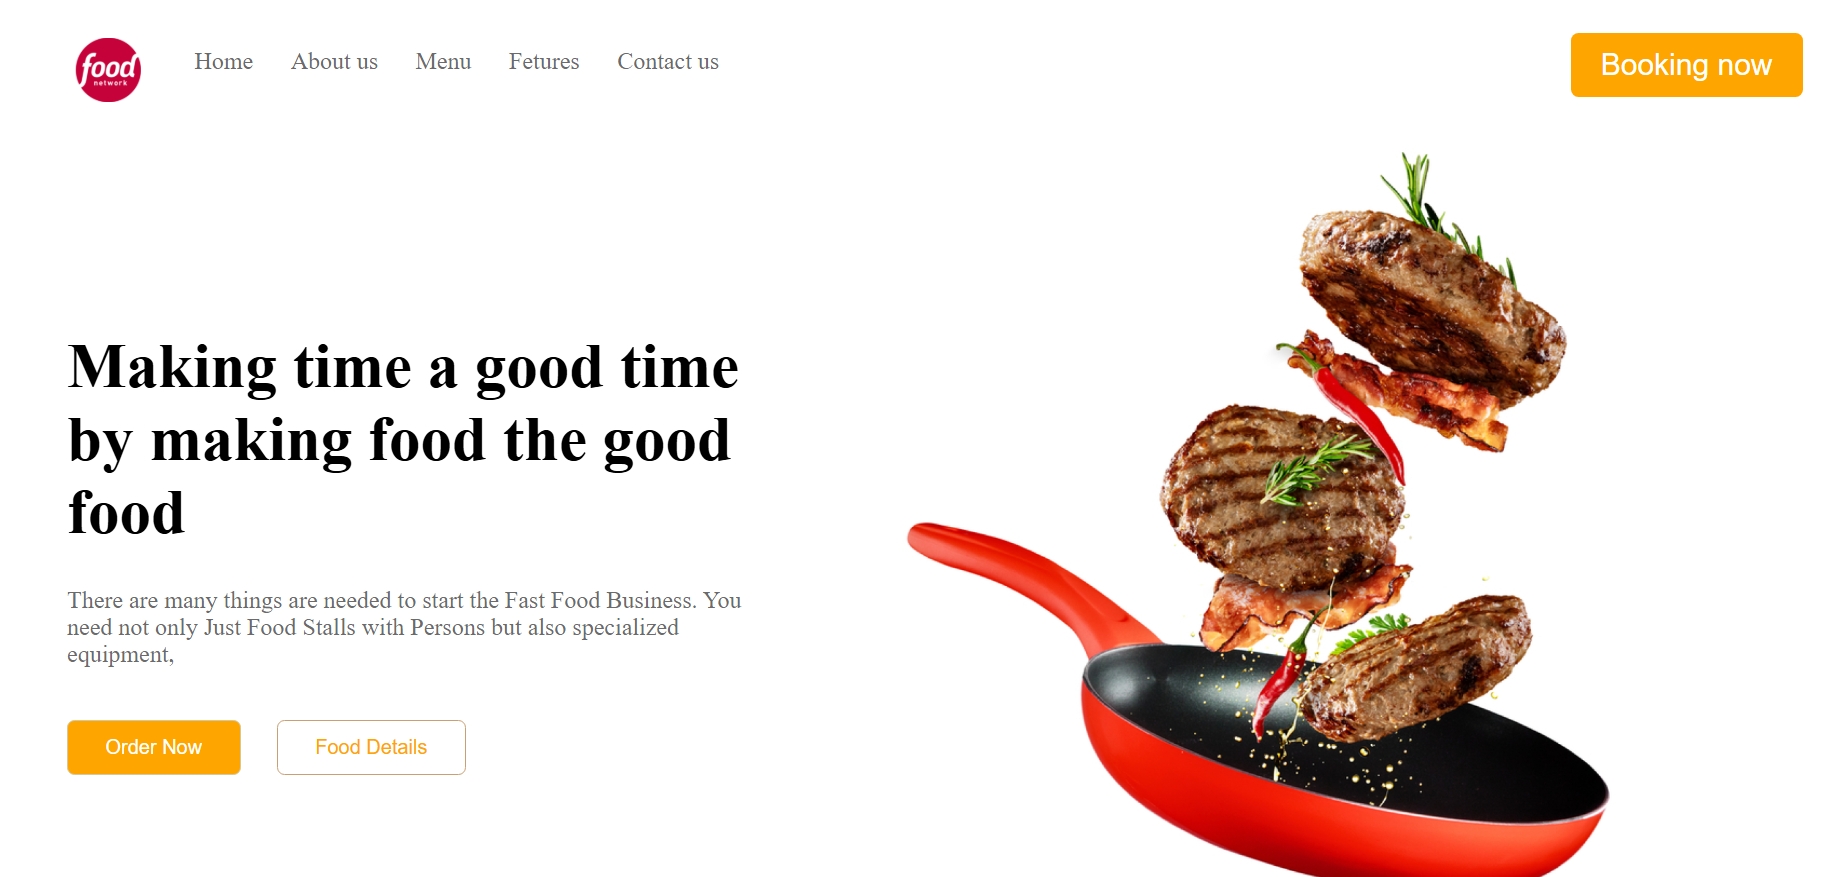 food
network
Home About us Menu Fetures Contact us
Booking now
Making time a good time
by making food the good
food
There are many things are needed to start the Fast Food Business. You
need not only Just Food Stalls with Persons but also specialized
equipment,
Order Now Food Details